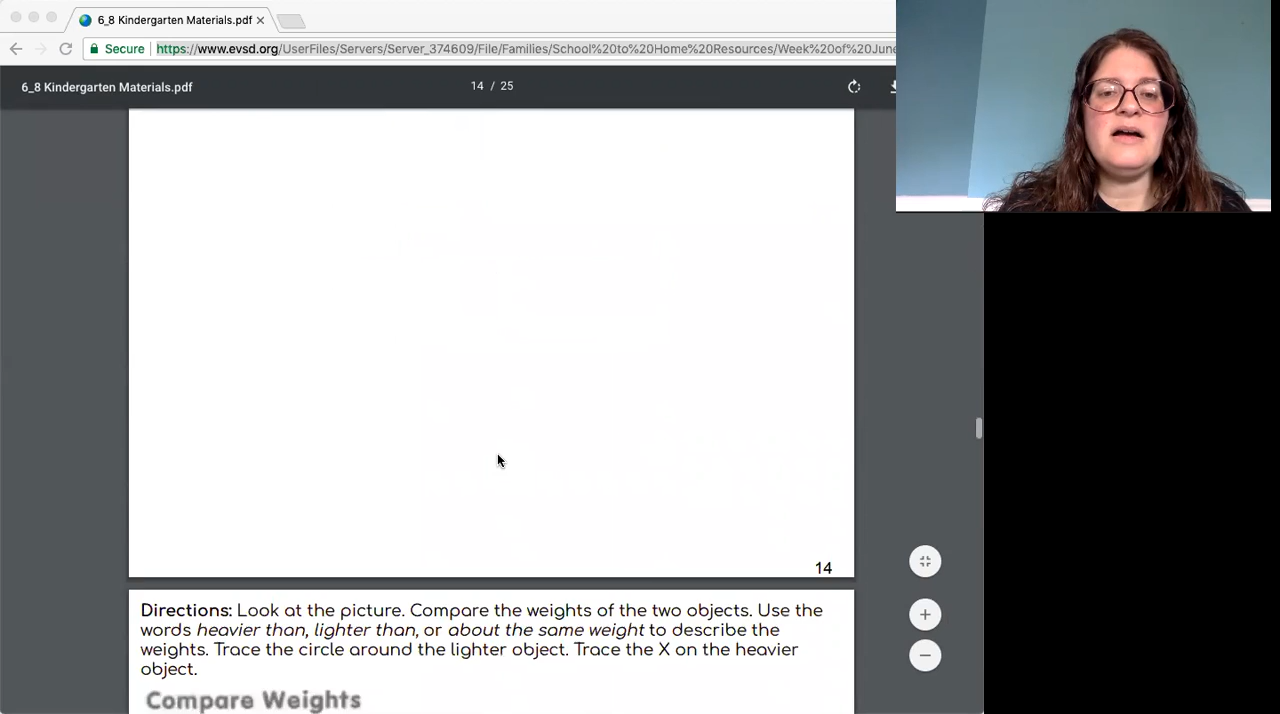 6_8 Kindergarten Materials.pdf
Secure
https://www.evsd.org/UserFiles/Servers/Server_374609/File/Families/School%20to%20Home%20Resources/Week%20of%20June
6_8 Kindergarten Materials.pdf
14 / 25
14
Directions: Look at the picture. Compare the weights of the two objects. Use the
words heavier than, lighter than, or about the same weight to describe the
weights. Trace the circle around the lighter object. Trace the X on the heavier
object.
Compare Weights